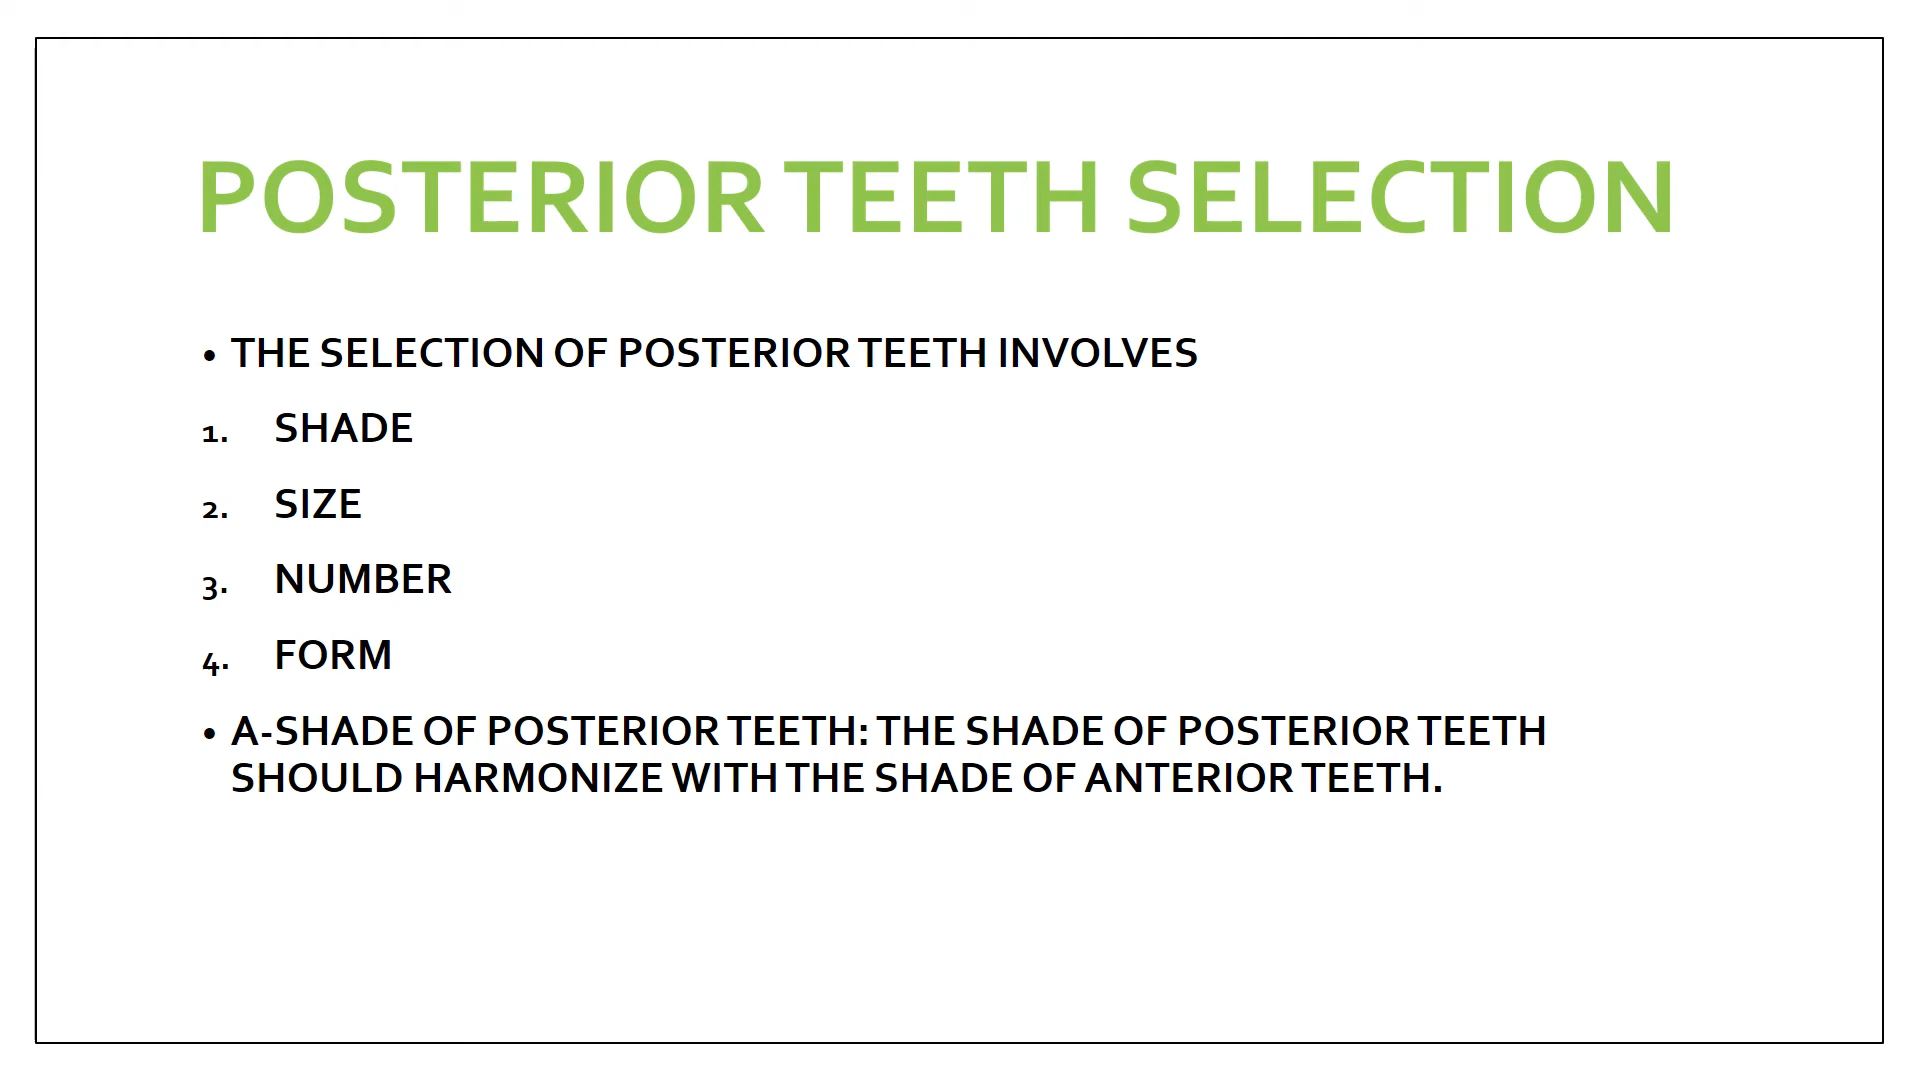 POSTERIOR TEETH SELECTION
• THE SELECTION OF POSTERIOR TEETH INVOLVES
1. SHADE
2. SIZE
3. NUMBER
4. FORM
• A-SHADE OF POSTERIOR TEETH: THE SHADE OF POSTERIOR TEETH
SHOULD HARMONIZE WITH THE SHADE OF ANTERIOR TEETH.